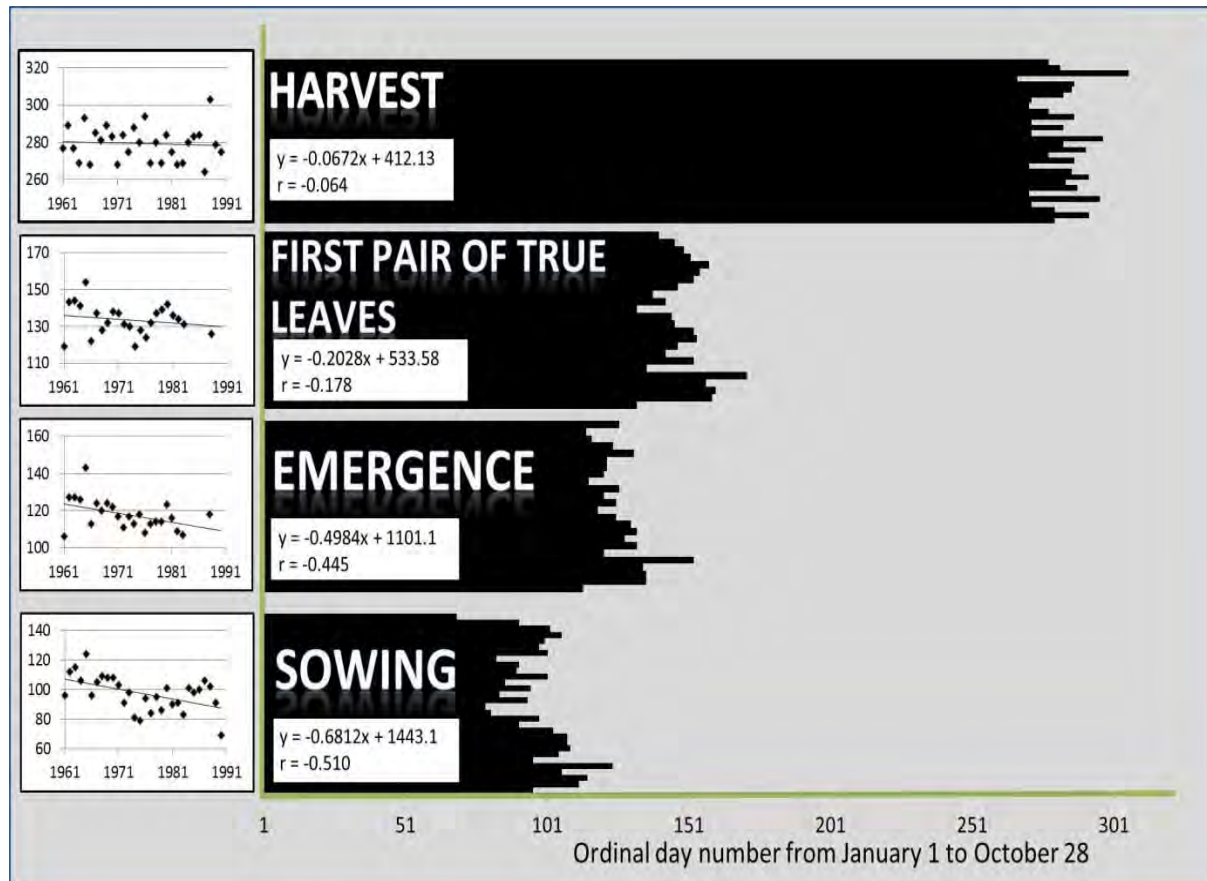 320
300
280
260
1961 1971 1981 1991
HARVEST
y = -0.0672x + 412.13
r = -0.064
170
150
130
110
1961 1971 1981 1991
FIRST PAIR OF TRUE
LEAVES
y = -0.2028x + 533.58
r = -0.178
160
140
120
100
1961 1971 1981 1991
EMERGENCE
y = -0.4984x + 1101.1
r = -0.445
140
120
100
80
60
1961 1971 1981 1991
SOWING
y = -0.6812x + 1443.1
r = -0.510
1 51 101 151 201 251 301
Ordinal day number from January 1 to October 28